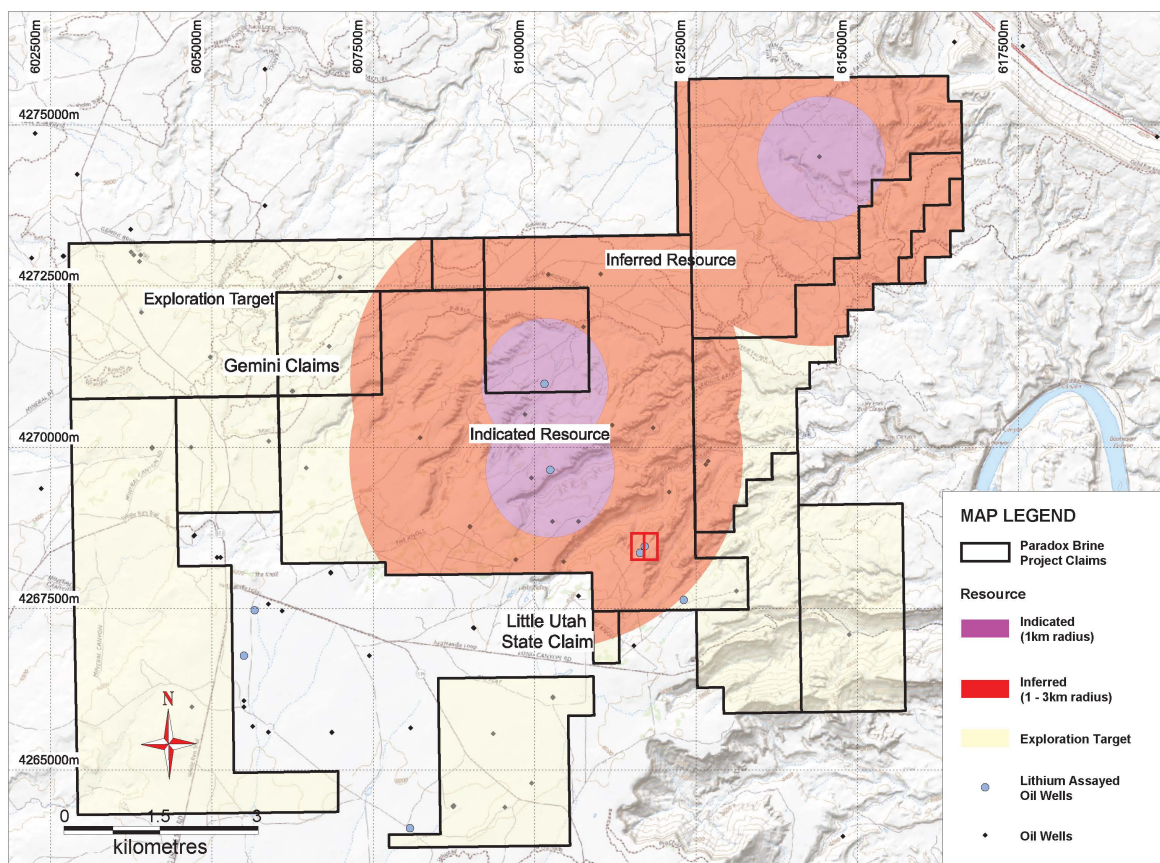 602500m
605000m
607500m
610000m
612500m
615000m
617500m
4275000m
4272500m
4270000m
4267500m
4265000m
Inferred Resource
Exploration Target
Gemini Claims
Indicated Resource
Little Utah
State Claim
N
0 1.5 3
kilometres
MAP LEGEND
Paradox Brine
Project Claims
Resource
Indicated
(1km radius)
Inferred
(1 - 3km radius)
Exploration Target
Lithium Assayed
Oil Wells
Oil Wells